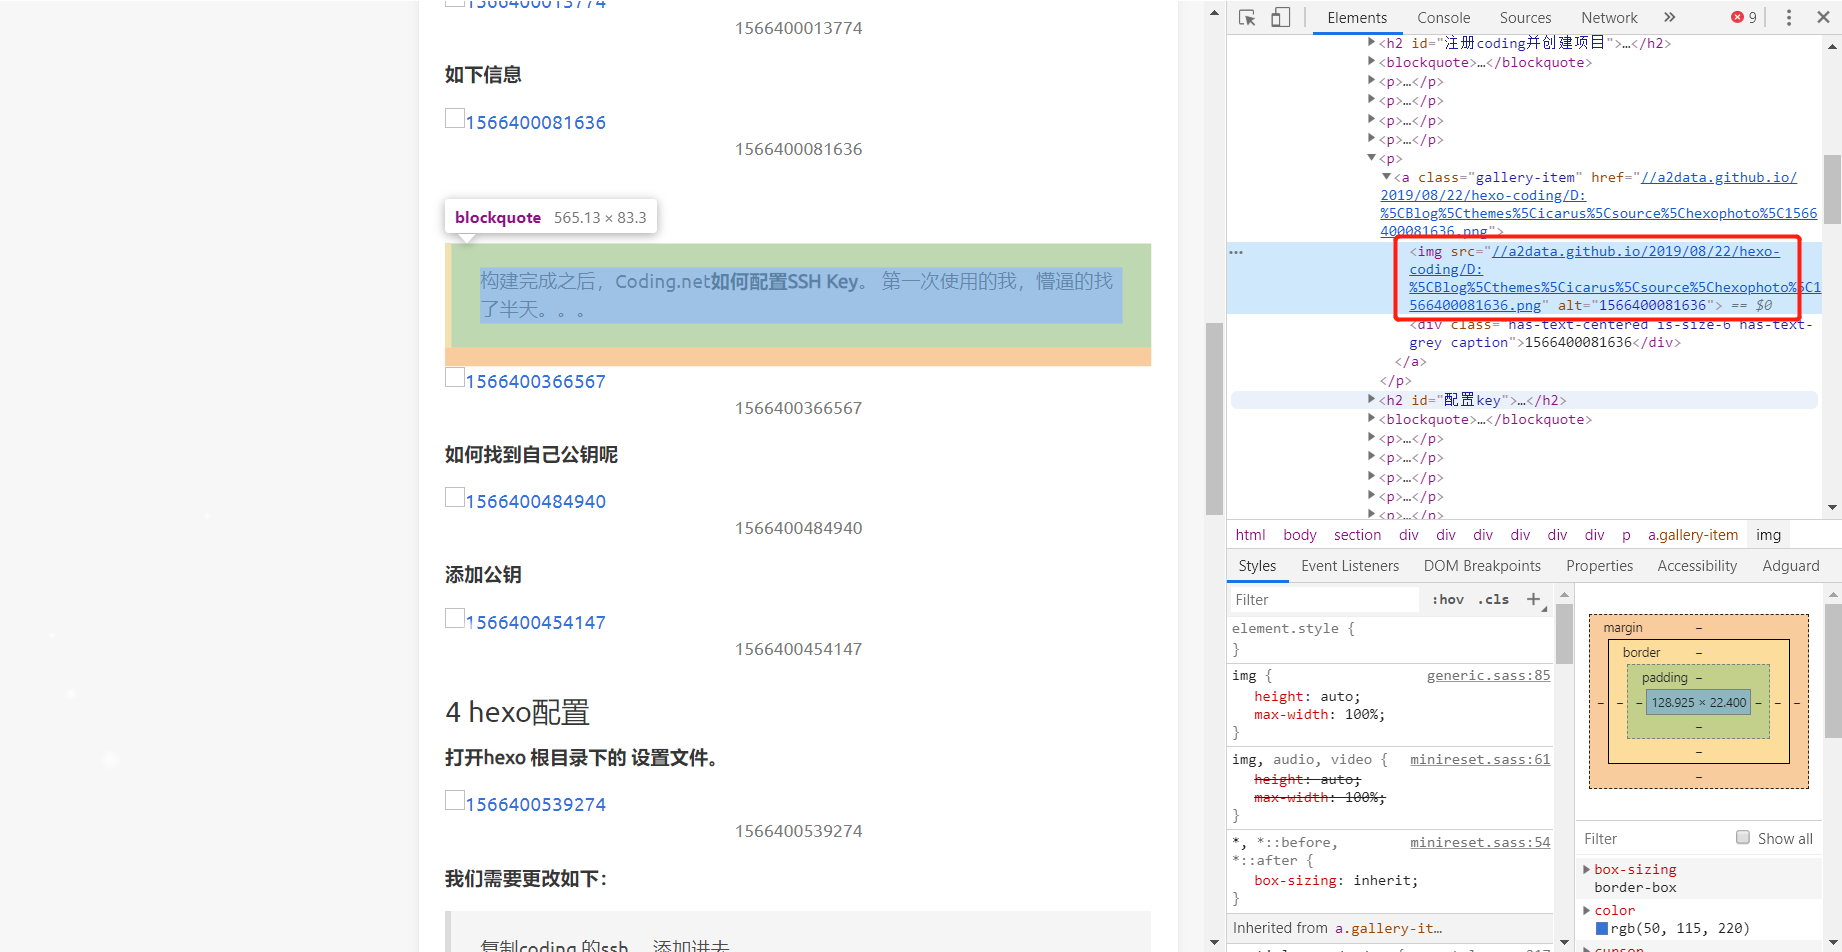 1566400013774
1566400013774
如下信息
1566400081636
1566400081636
blockquote 565.13 × 83.3
构建完成之后，Coding.net如何配置SSH Key。 第一次使用的我，懵逼的找
了半天。。。
1566400366567
1566400366567
如何找到自己公钥呢
1566400484940
1566400484940
添加公钥
1566400454147
1566400454147
4 hexo配置
打开hexo 根目录下的 设置文件。
1566400539274
1566400539274
我们需要更改如下：
复制coding 的ssh 添加进去
Elements Console Sources Network » 9
<h2 id="注册coding并创建项目">…</h2>
<blockquote>…</blockquote>
<p>…</p>
<p>…</p>
<p>…</p>
<p>…</p>
<p>
<a class="gallery-item" href="//a2data.github.io/
2019/08/22/hexo-coding/D:
%5CBlog%5Cthemes%5Cicarus%5Csource%5Chexophoto%5C1566
400081636.png">
<img src="//a2data.github.io/2019/08/22/hexo-
coding/D:
%5CBlog%5Cthemes%5Cicarus%5Csource%5Chexophoto%5C1
566400081636.png" alt="1566400081636"> == $0
<div class="has-text-centered is-size-6 has-text-
grey caption">1566400081636</div>
</a>
</p>
<h2 id="配置key">…</h2>
<blockquote>…</blockquote>
<p>…</p>
<p>…</p>
<p>…</p>
<p>…</p>
<p>…</p>
html body section div div div div div div p a.gallery-item img
Styles Event Listeners DOM Breakpoints Properties Accessibility Adguard
Filter :hov .cls +
element.style {
}
img { generic.sass:85
height: auto;
max-width: 100%;
}
img, audio, video { minireset.sass:61
height: auto;
max-width: 100%;
}
*, *::before, minireset.sass:54
*::after {
box-sizing: inherit;
}
Inherited from a.gallery-it…
margin –
border –
padding –
– – – 128.925 × 22.400 – – –
–
–
–
Filter Show all
box-sizing
border-box
color
rgb(50, 115, 220)
cursor